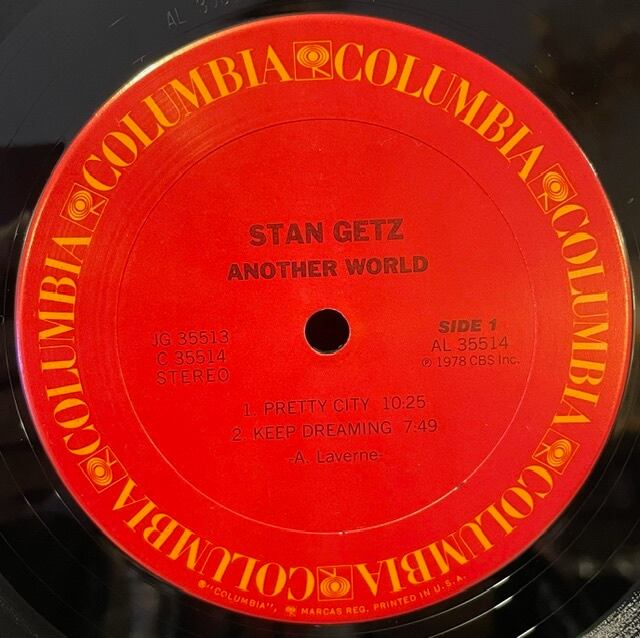 COLUMBIA COLUMBIA COLUMBIA COLUMBIA COLUMBIA COLUMBIA
STAN GETZ
ANOTHER WORLD
JG 35513
C 35514
STEREO
SIDE 1
AL 35514
℗ 1978 CBS Inc.
1. PRETTY CITY 10:25
2. KEEP DREAMING 7:49
-A. Laverne-
®"COLUMBIA", MARCAS REG. PRINTED IN U.S.A.